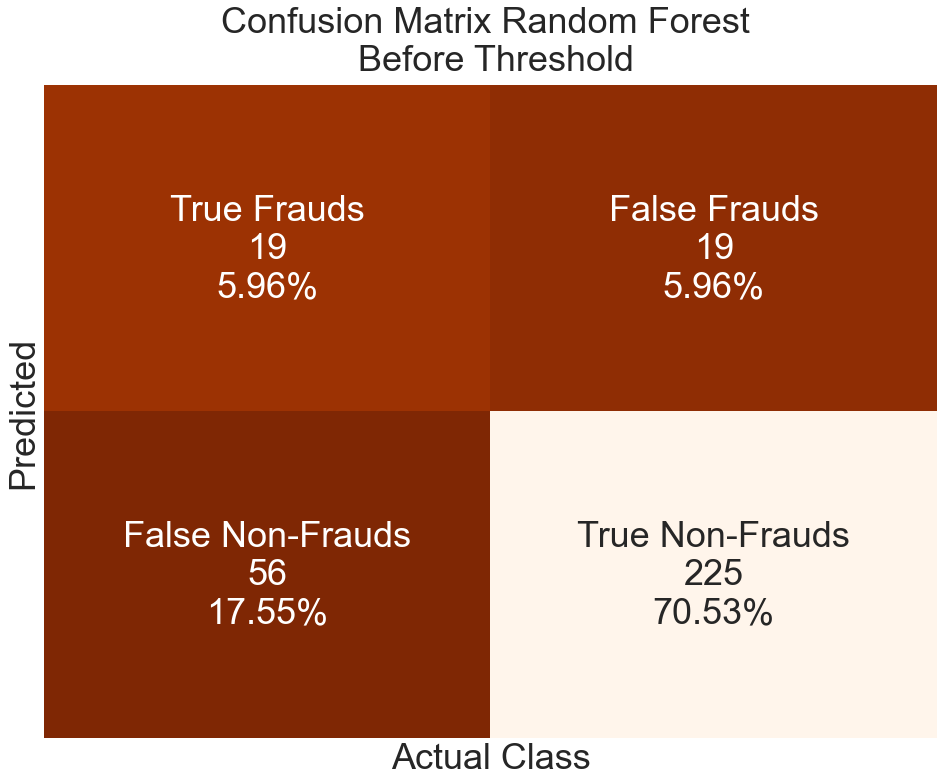 Confusion Matrix Random Forest
Before Threshold
True Frauds
19
5.96%
False Frauds
19
5.96%
Predicted
False Non-Frauds
56
17.55%
True Non-Frauds
225
70.53%
Actual Class